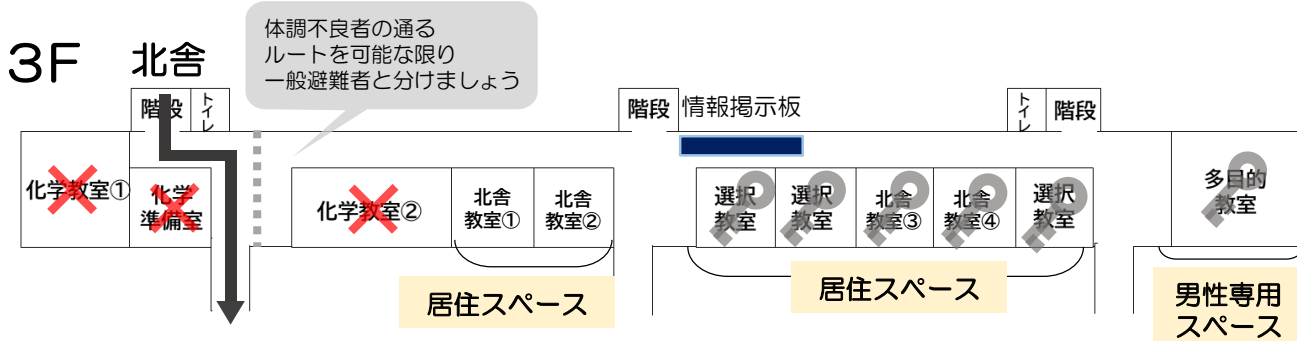 3F 北舎
体調不良者の通る
ルートを可能な限り
一般避難者と分けましょう
階段
トイレ
階段
情報掲示板
トイレ
階段
化学教室①
化学
準備室
化学教室②
北舎
教室①
北舎
教室②
選択
教室
選択
教室
北舎
教室③
北舎
教室④
選択
教室
多目的
教室
居住スペース
居住スペース
男性専用
スペース